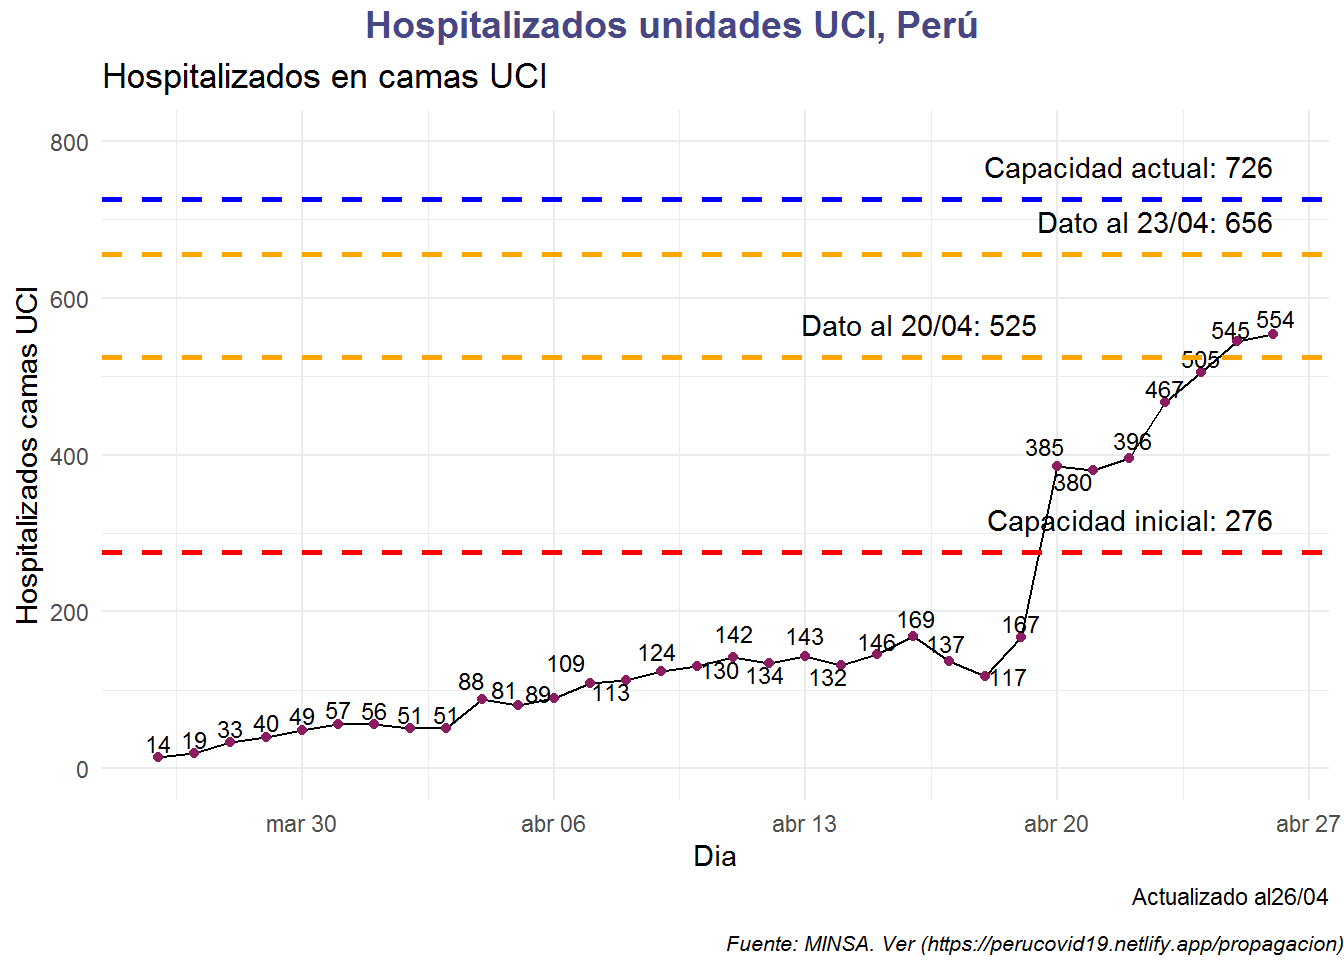 Hospitalizados unidades UCI, Perú
Hospitalizados en camas UCI
Hospitalizados camas UCI
800
600
400
200
0
Capacidad actual: 726
Dato al 23/04: 656
Dato al 20/04: 525
Capacidad inicial: 276
14
19
33
40
49
57
56
51
51
88
81
89
109
113
124
130
142
134
143
132
146
169
137
117
167
385
380
396
467
505
545
554
mar 30
abr 06
abr 13
abr 20
abr 27
Dia
Actualizado al26/04
Fuente: MINSA. Ver (https://perucovid19.netlify.app/propagacion)